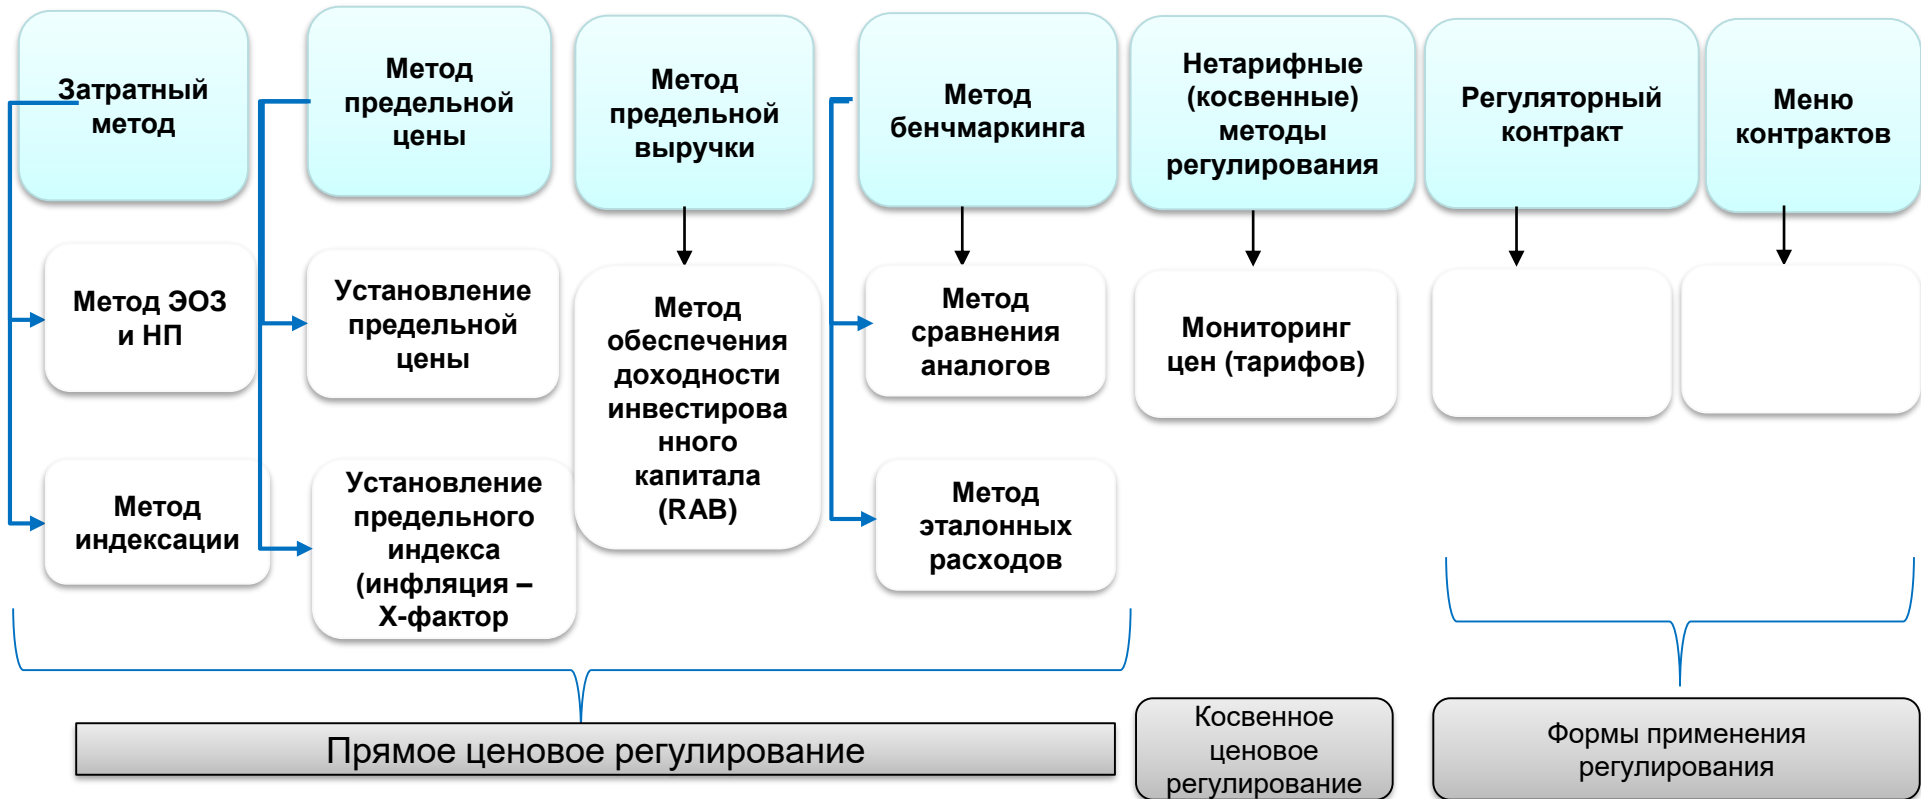 Затратный
метод
Метод
предельной
цены
Метод
предельной
выручки
Метод
бенчмаркинга
Нетарифные
(косвенные)
методы
регулирования
Регуляторный
контракт
Меню
контрактов
Метод ЭОЗ
и НП
Установление
предельной
цены
Метод
обеспечения
доходности
инвестирова
нного
капитала
(RAB)
Метод
сравнения
аналогов
Мониторинг
цен (тарифов)
Метод
индексации
Установление
предельного
индекса
(инфляция –
Х-фактор
Метод
эталонных
расходов
Прямое ценовое регулирование
Косвенное
ценовое
регулирование
Формы применения
регулирования